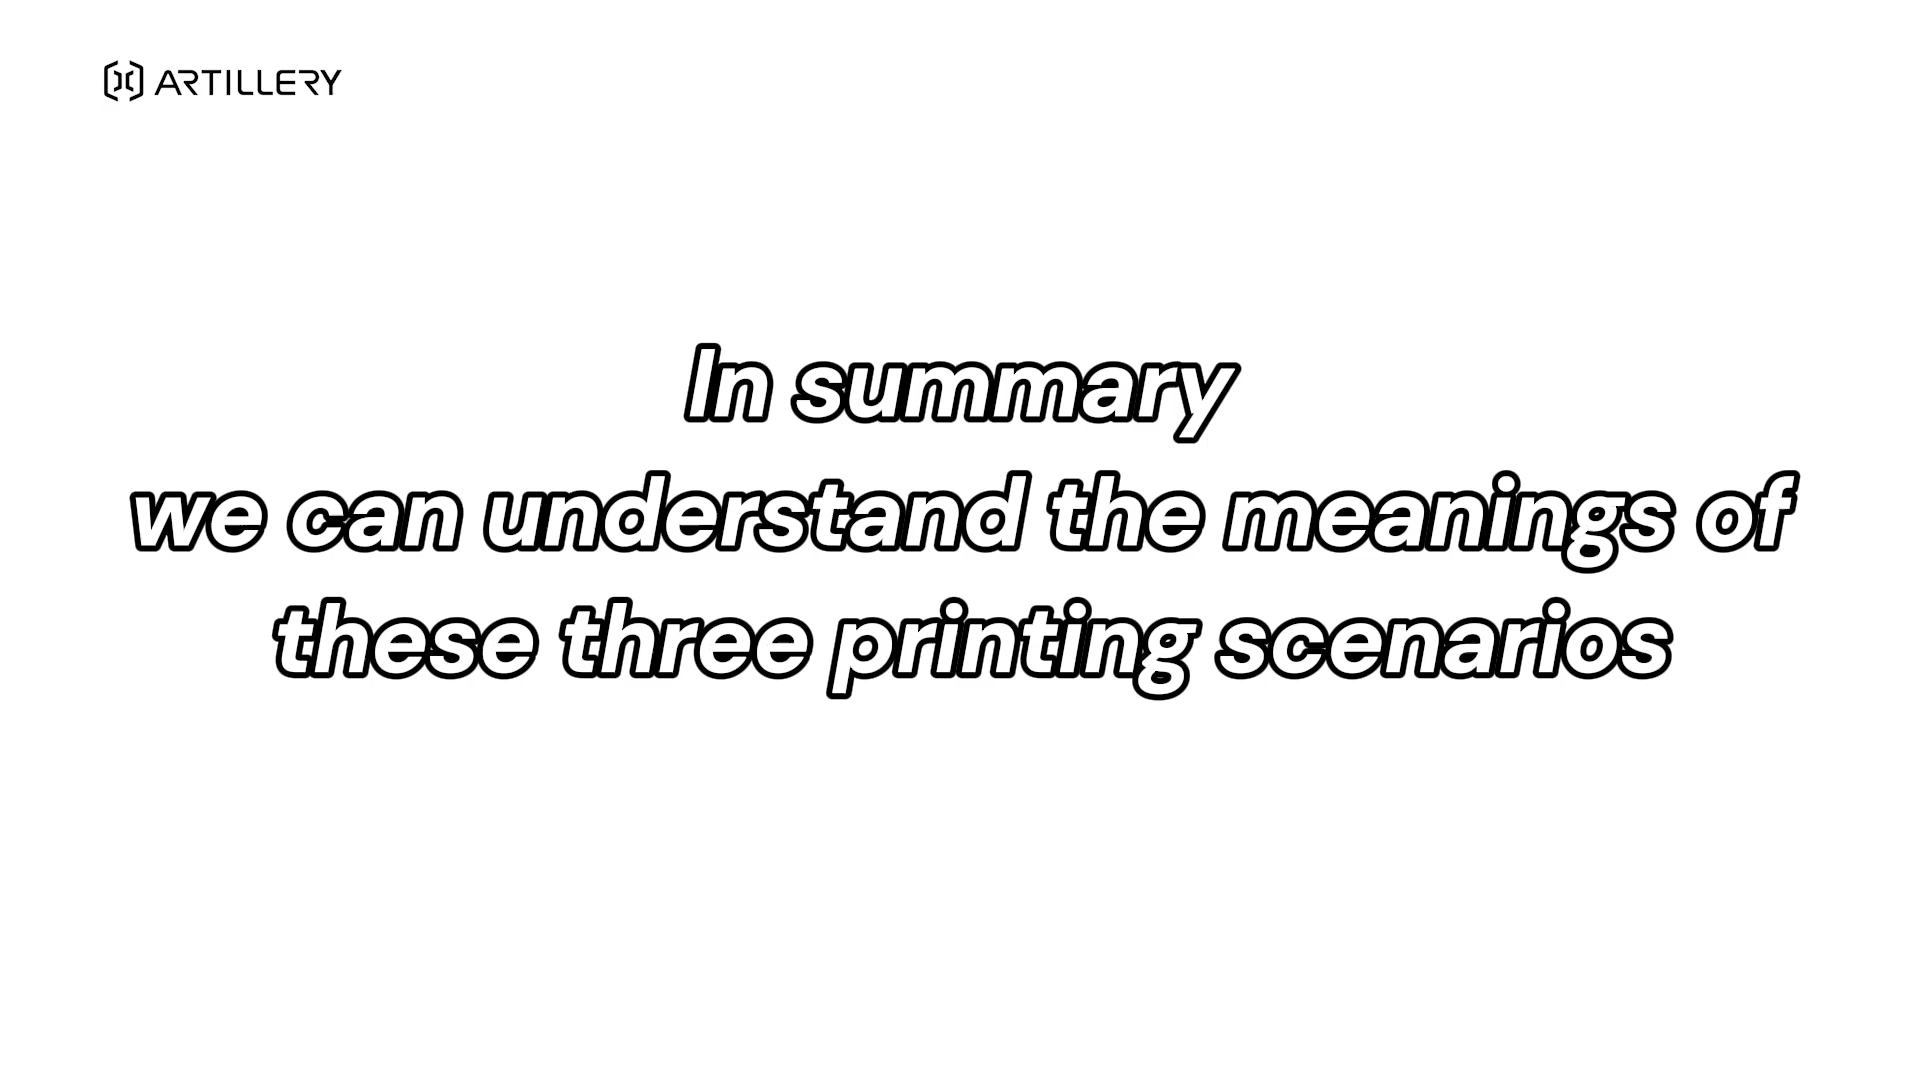 ARTILLERY
In summary
we can understand the meanings of
these three printing scenarios